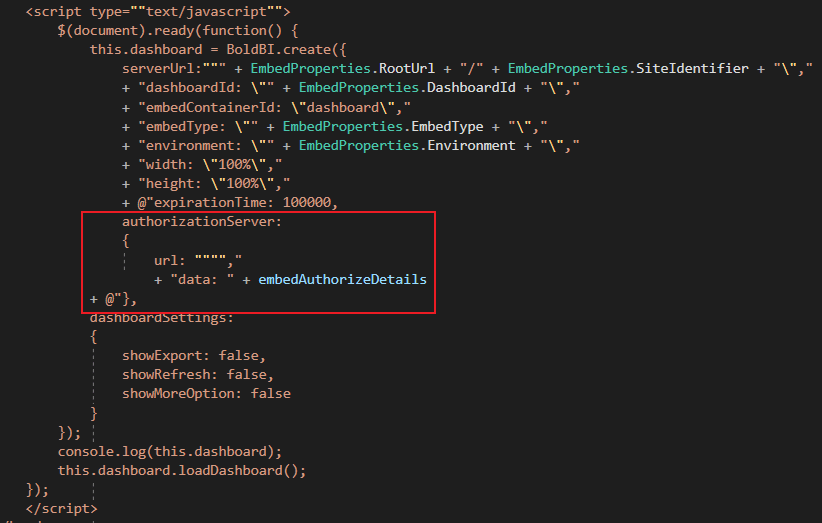 <script type=""text/javascript"">
$(document).ready(function() {
this.dashboard = BoldBI.create({
serverUrl:""" + EmbedProperties.RootUrl + "/" + EmbedProperties.SiteIdentifier + "\","
+ "dashboardId: \"" + EmbedProperties.DashboardId + "\","
+ "embedContainerId: \"dashboard\","
+ "embedType: \"" + EmbedProperties.EmbedType + "\","
+ "environment: \"" + EmbedProperties.Environment + "\","
+ "width: \"100%\","
+ "height: \"100%\","
+ @"expirationTime: 100000,
authorizationServer:
{
url: """","
+ "data: " + embedAuthorizeDetails
+ @"},
dashboardSettings:
{
showExport: false,
showRefresh: false,
showMoreOption: false
}
});
console.log(this.dashboard);
this.dashboard.loadDashboard();
});
</script>